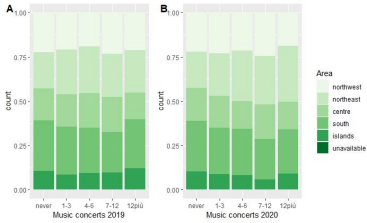 A
B
1.00
0.75
0.50
0.25
0.00
count
never 1-3 4-6 7-12 12più
Music concerts 2019
1.00
0.75
0.50
0.25
0.00
count
never 1-3 4-6 7-12 12più
Music concerts 2020
Area
northwest
northeast
centre
south
islands
unavailable